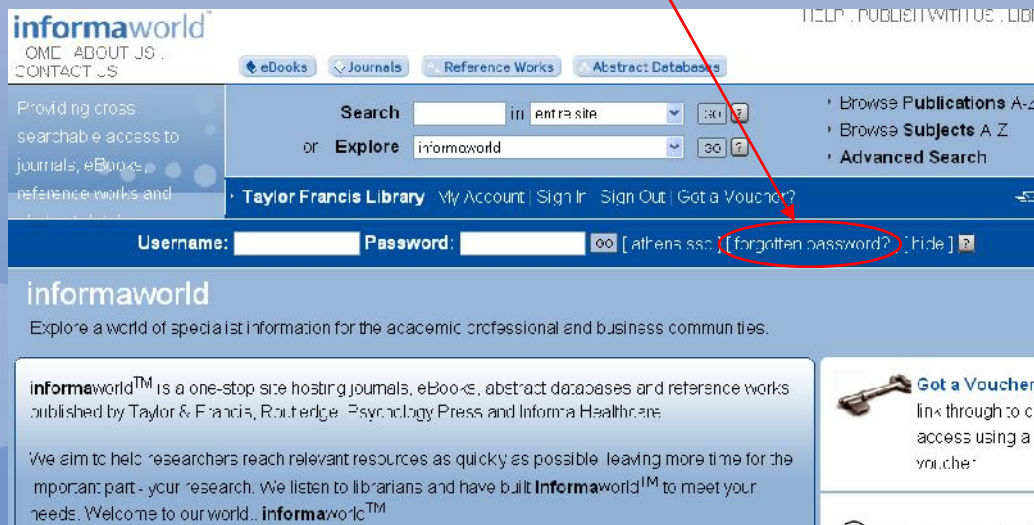 informaworld™
HELP . PUBLISH WITH US . LIB
HOME . ABOUT US .
CONTACT US
eBooks Journals Reference Works Abstract Databases
Providing cross
searchable access to
journals, eBooks,
reference works and
Search in entire site GO ?
or Explore informaworld GO ?
Browse Publications A-Z
Browse Subjects A Z
Advanced Search
Taylor Francis Library My Account | Sign In Sign Out | Got a Voucher?
Username: Password: GO [ athens sso ] [ forgotten password? ] [ hide ] ?
informaworld
Explore a world of specialist information for the academic professional and business communities.
informaworld™ is a one-stop site hosting journals, eBooks, abstract databases and reference works
published by Taylor & Francis, Routledge, Psychology Press and Informa Healthcare
We aim to help researchers reach relevant resources as quickly as possible leaving more time for the
important part - your research. We listen to librarians and have built informaworld™ to meet your
needs. Welcome to our world.. informaworld™
Got a Voucher
link through to
access using a
voucher